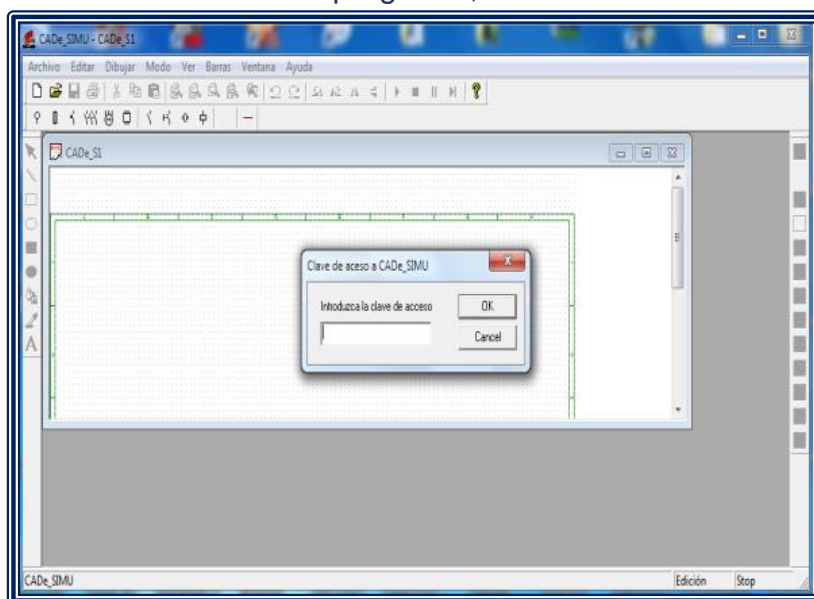 CADe_SIMU - CADe_S1
Archivo Editar Dibujar Modo Ver Barras Ventana Ayuda
CADe_S1
Clave de aceso a CADe_SIMU
Introduzca la clave de acceso
OK
Cancel
A
CADe_SIMU
Edición
Stop